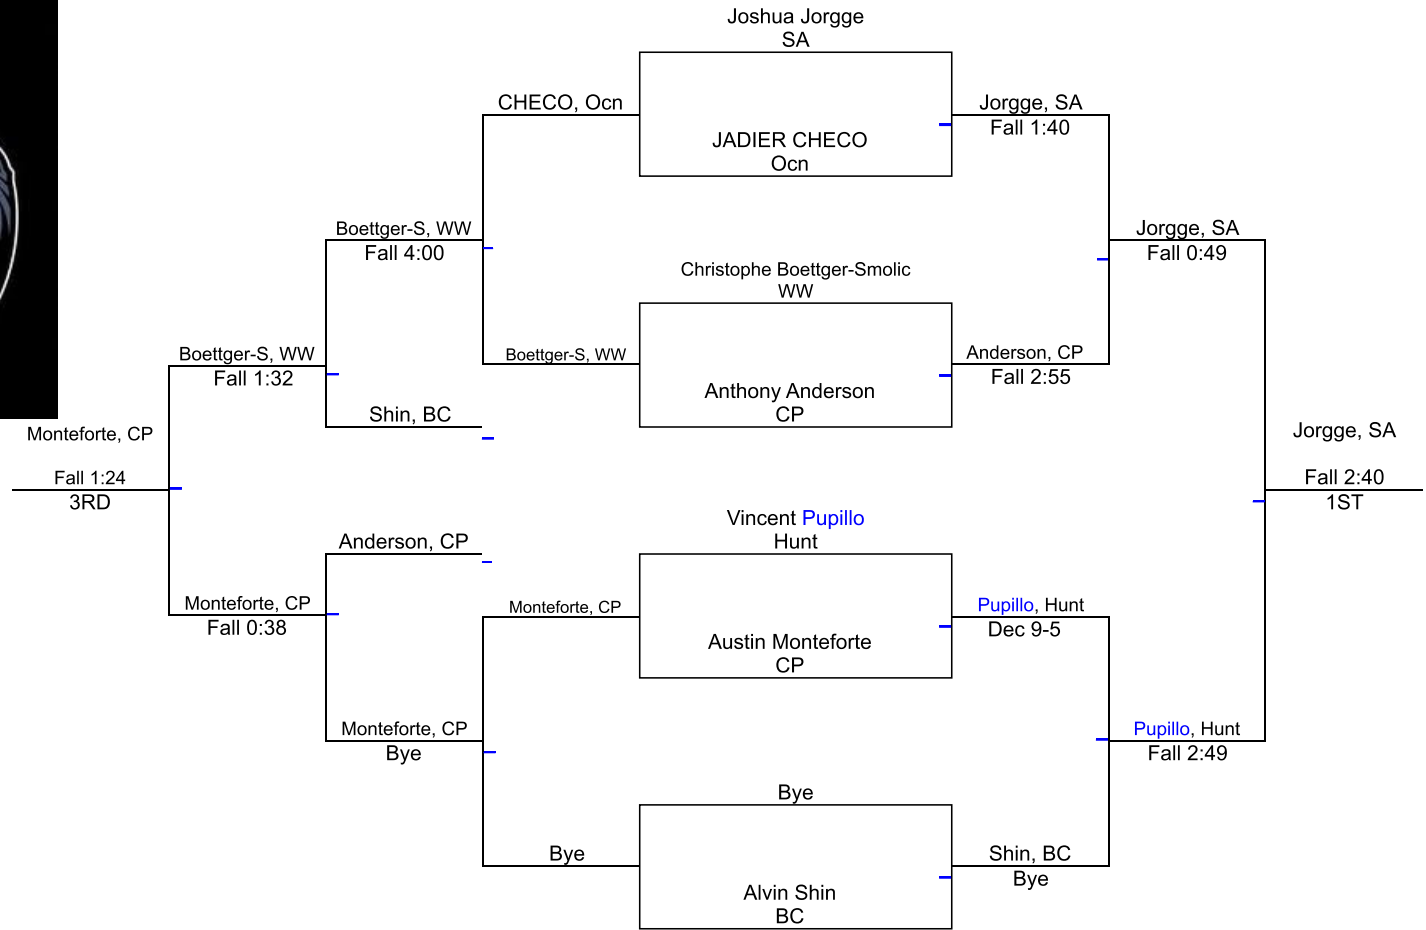 Joshua Jorgge
SA
CHECO, Ocn
Jorgge, SA
Fall 1:40
JADIER CHECO
Ocn
Boettger-S, WW
Fall 4:00
Jorgge, SA
Fall 0:49
Christophe Boettger-Smolic
WW
Boettger-S, WW
Fall 1:32
Boettger-S, WW
Anderson, CP
Fall 2:55
Anthony Anderson
CP
Shin, BC
Monteforte, CP
Fall 1:24
3RD
Jorgge, SA
Fall 2:40
1ST
Vincent Pupillo
Hunt
Anderson, CP
Monteforte, CP
Fall 0:38
Monteforte, CP
Pupillo, Hunt
Dec 9-5
Austin Monteforte
CP
Monteforte, CP
Bye
Pupillo, Hunt
Fall 2:49
Bye
Bye
Shin, BC
Bye
Alvin Shin
BC